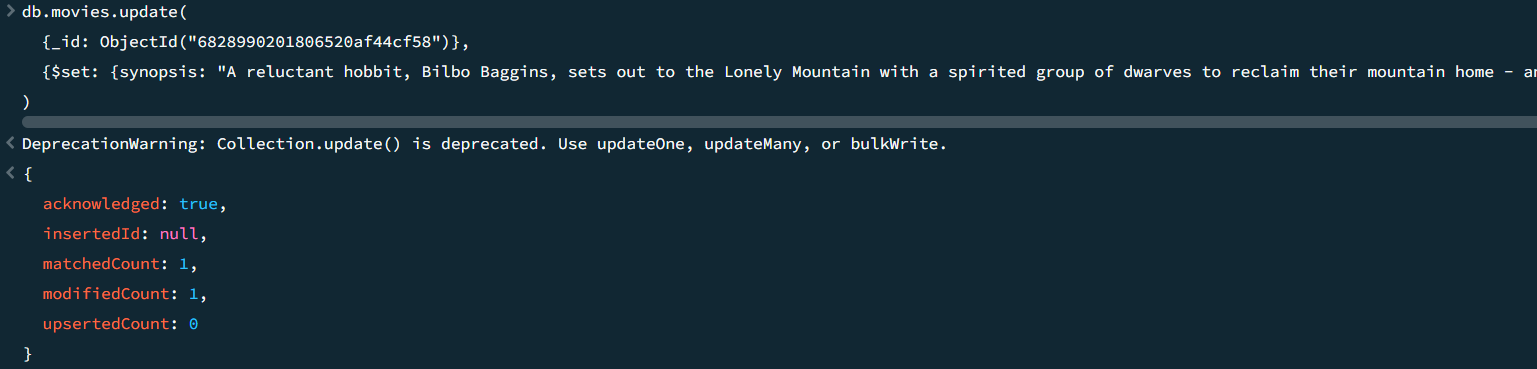 db.movies.update(
{_id: ObjectId("6828990201806520af44cf58")},
{$set: {synopsis: "A reluctant hobbit, Bilbo Baggins, sets out to the Lonely Mountain with a spirited group of dwarves to reclaim their mountain home - an
)
DeprecationWarning: Collection.update() is deprecated. Use updateOne, updateMany, or bulkWrite.
{
acknowledged: true,
insertedId: null,
matchedCount: 1,
modifiedCount: 1,
upsertedCount: 0
}